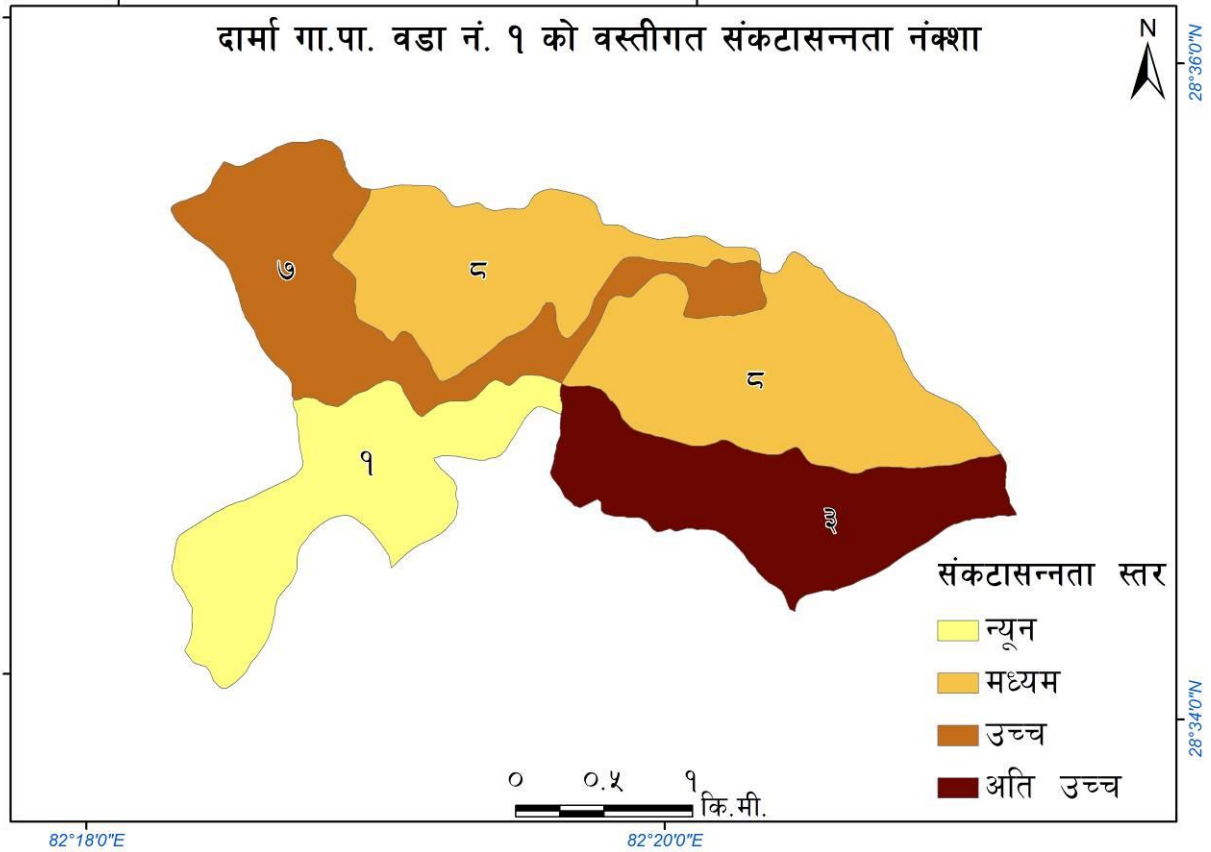 दार्मा गा.पा. वडा नं. १ को वस्तीगत संकटासन्नता नंक्शा
N
28°36'0"N
७
८
८
१
३
संकटासन्नता स्तर
न्यून
मध्यम
उच्च
अति उच्च
28°34'0"N
० ०.५ १
कि.मी.
82°18'0"E
82°20'0"E